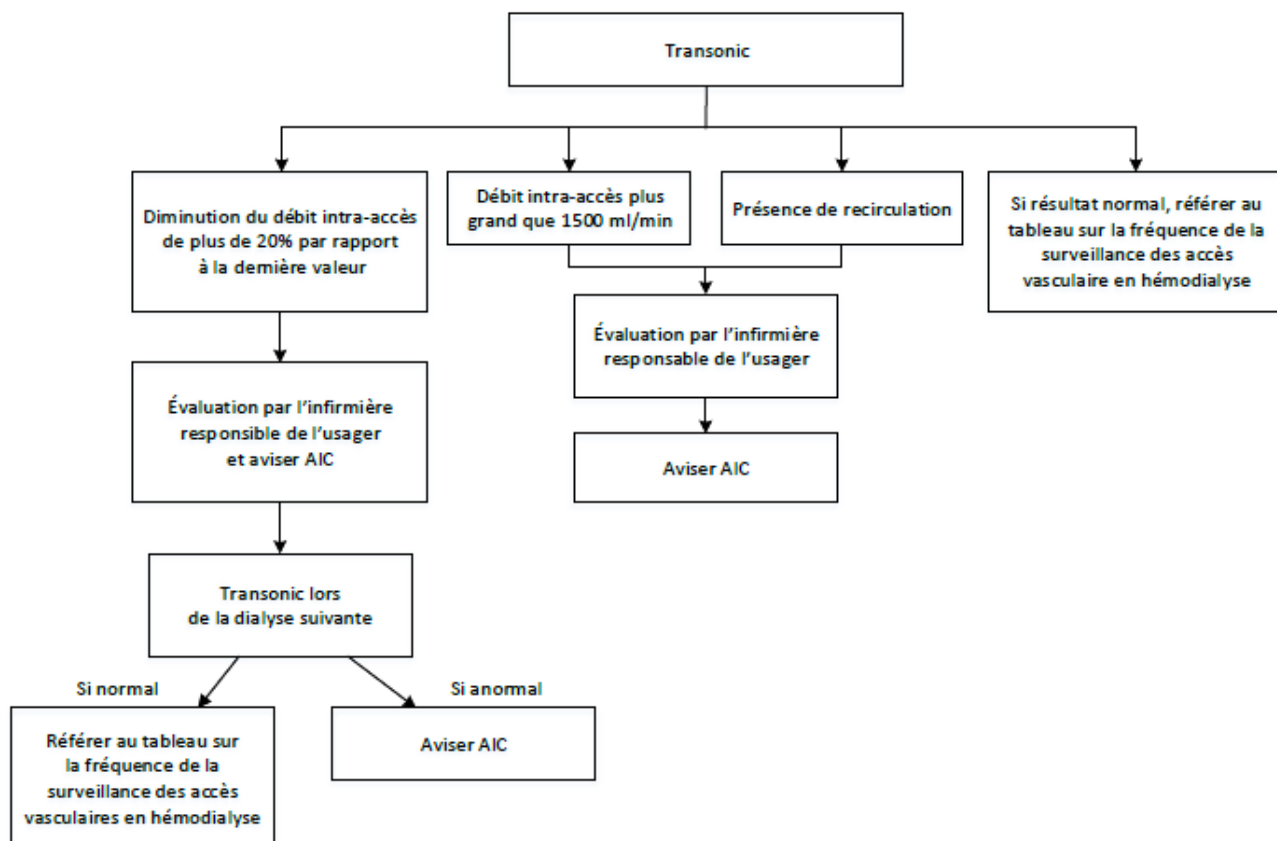 Transonic
Diminution du débit intra-accès
de plus de 20% par rapport
à la dernière valeur
Débit intra-accès plus
grand que 1500 ml/min
Présence de recirculation
Si résultat normal, référer au
tableau sur la fréquence de la
surveillance des accès
vasculaire en hémodialyse
Évaluation par l'infirmière
responsable de l'usager
Évaluation par l'infirmière
responsible de l'usager
et aviser AIC
Aviser AIC
Transonic lors
de la dialyse suivante
Si normal
Si anormal
Référer au tableau sur
la fréquence de la
surveillance des accès
vasculaires en hémodialyse
Aviser AIC